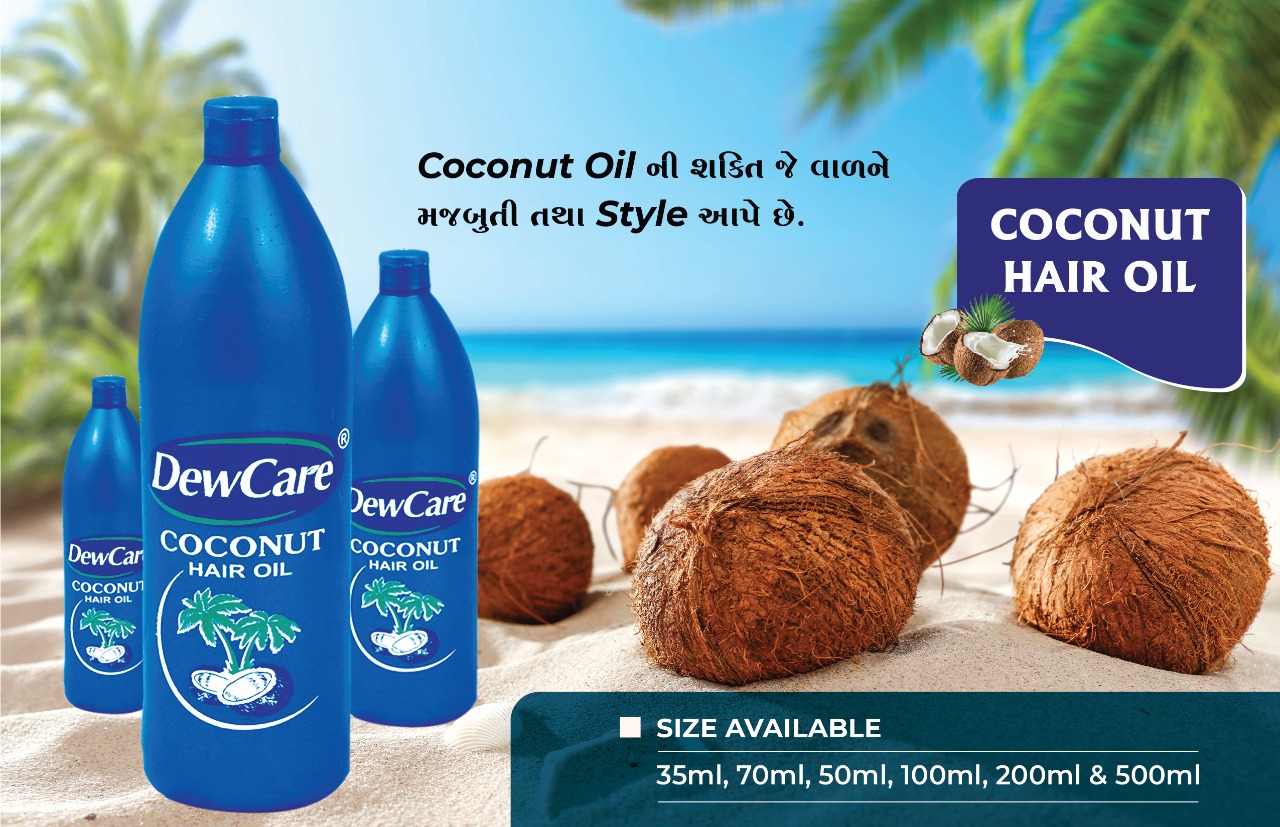 Coconut Oil ની શક્તિ જે વાળને
મજબુતી તથા Style આપે છે.
COCONUT
HAIR OIL
DewCare®
COCONUT
HAIR OIL
DewCare®
COCONUT
HAIR OIL
DewCar
COCONUT
HAIR OIL
SIZE AVAILABLE
35ml, 70ml, 50ml, 100ml, 200ml & 500ml